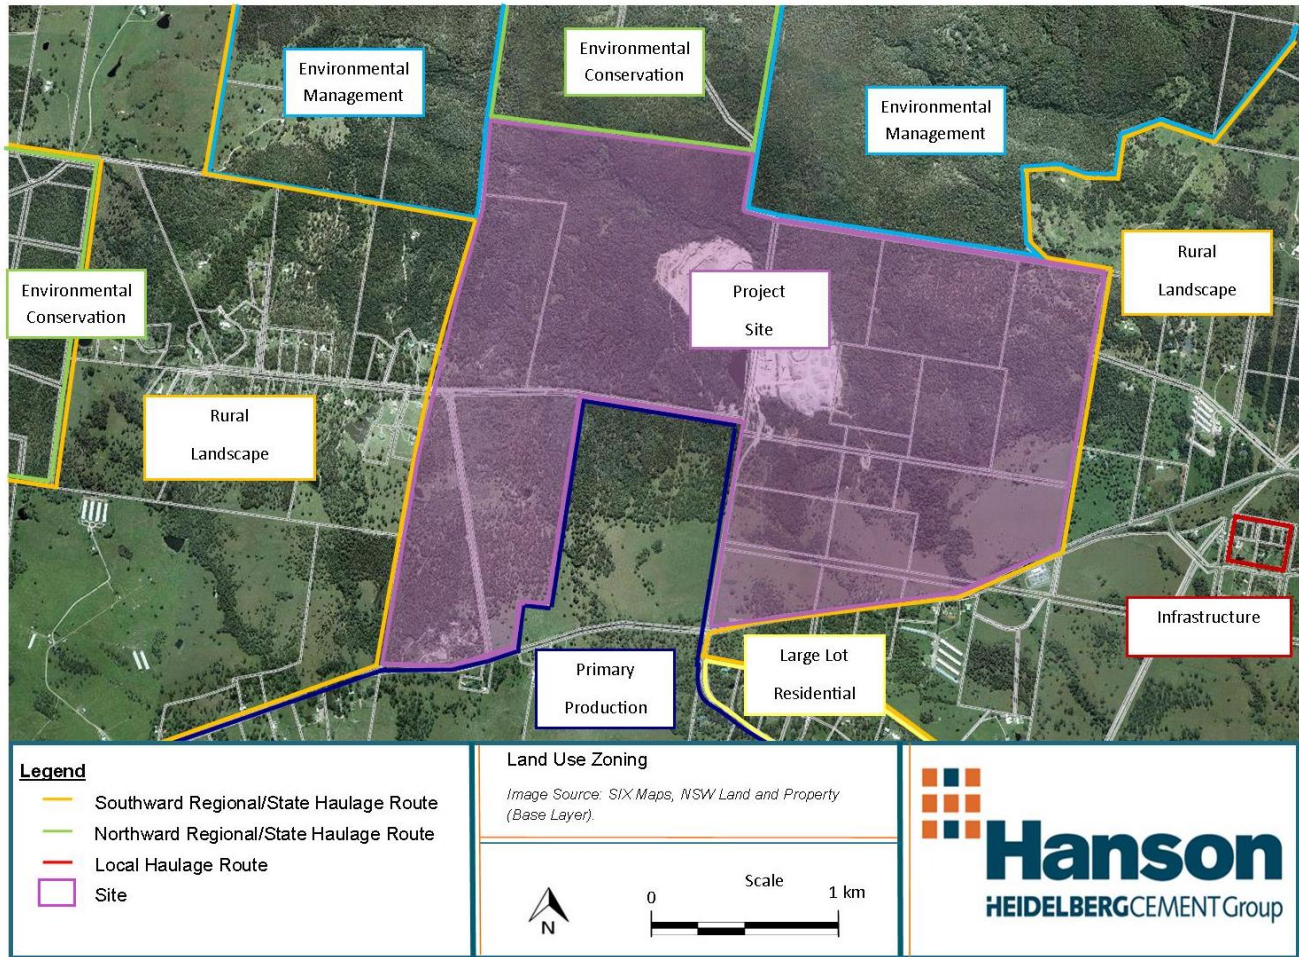 Environmental
Management
Environmental
Conservation
Environmental
Management
Rural
Landscape
Environmental
Conservation
Project
Site
Rural
Landscape
Infrastructure
Primary
Production
Large Lot
Residential
Legend
Southward Regional/State Haulage Route
Northward Regional/State Haulage Route
Local Haulage Route
Site
Land Use Zoning
Image Source: SIX Maps, NSW Land and Property
(Base Layer).
N
0
Scale
1 km
Hanson
HEIDELBERGCEMENT Group